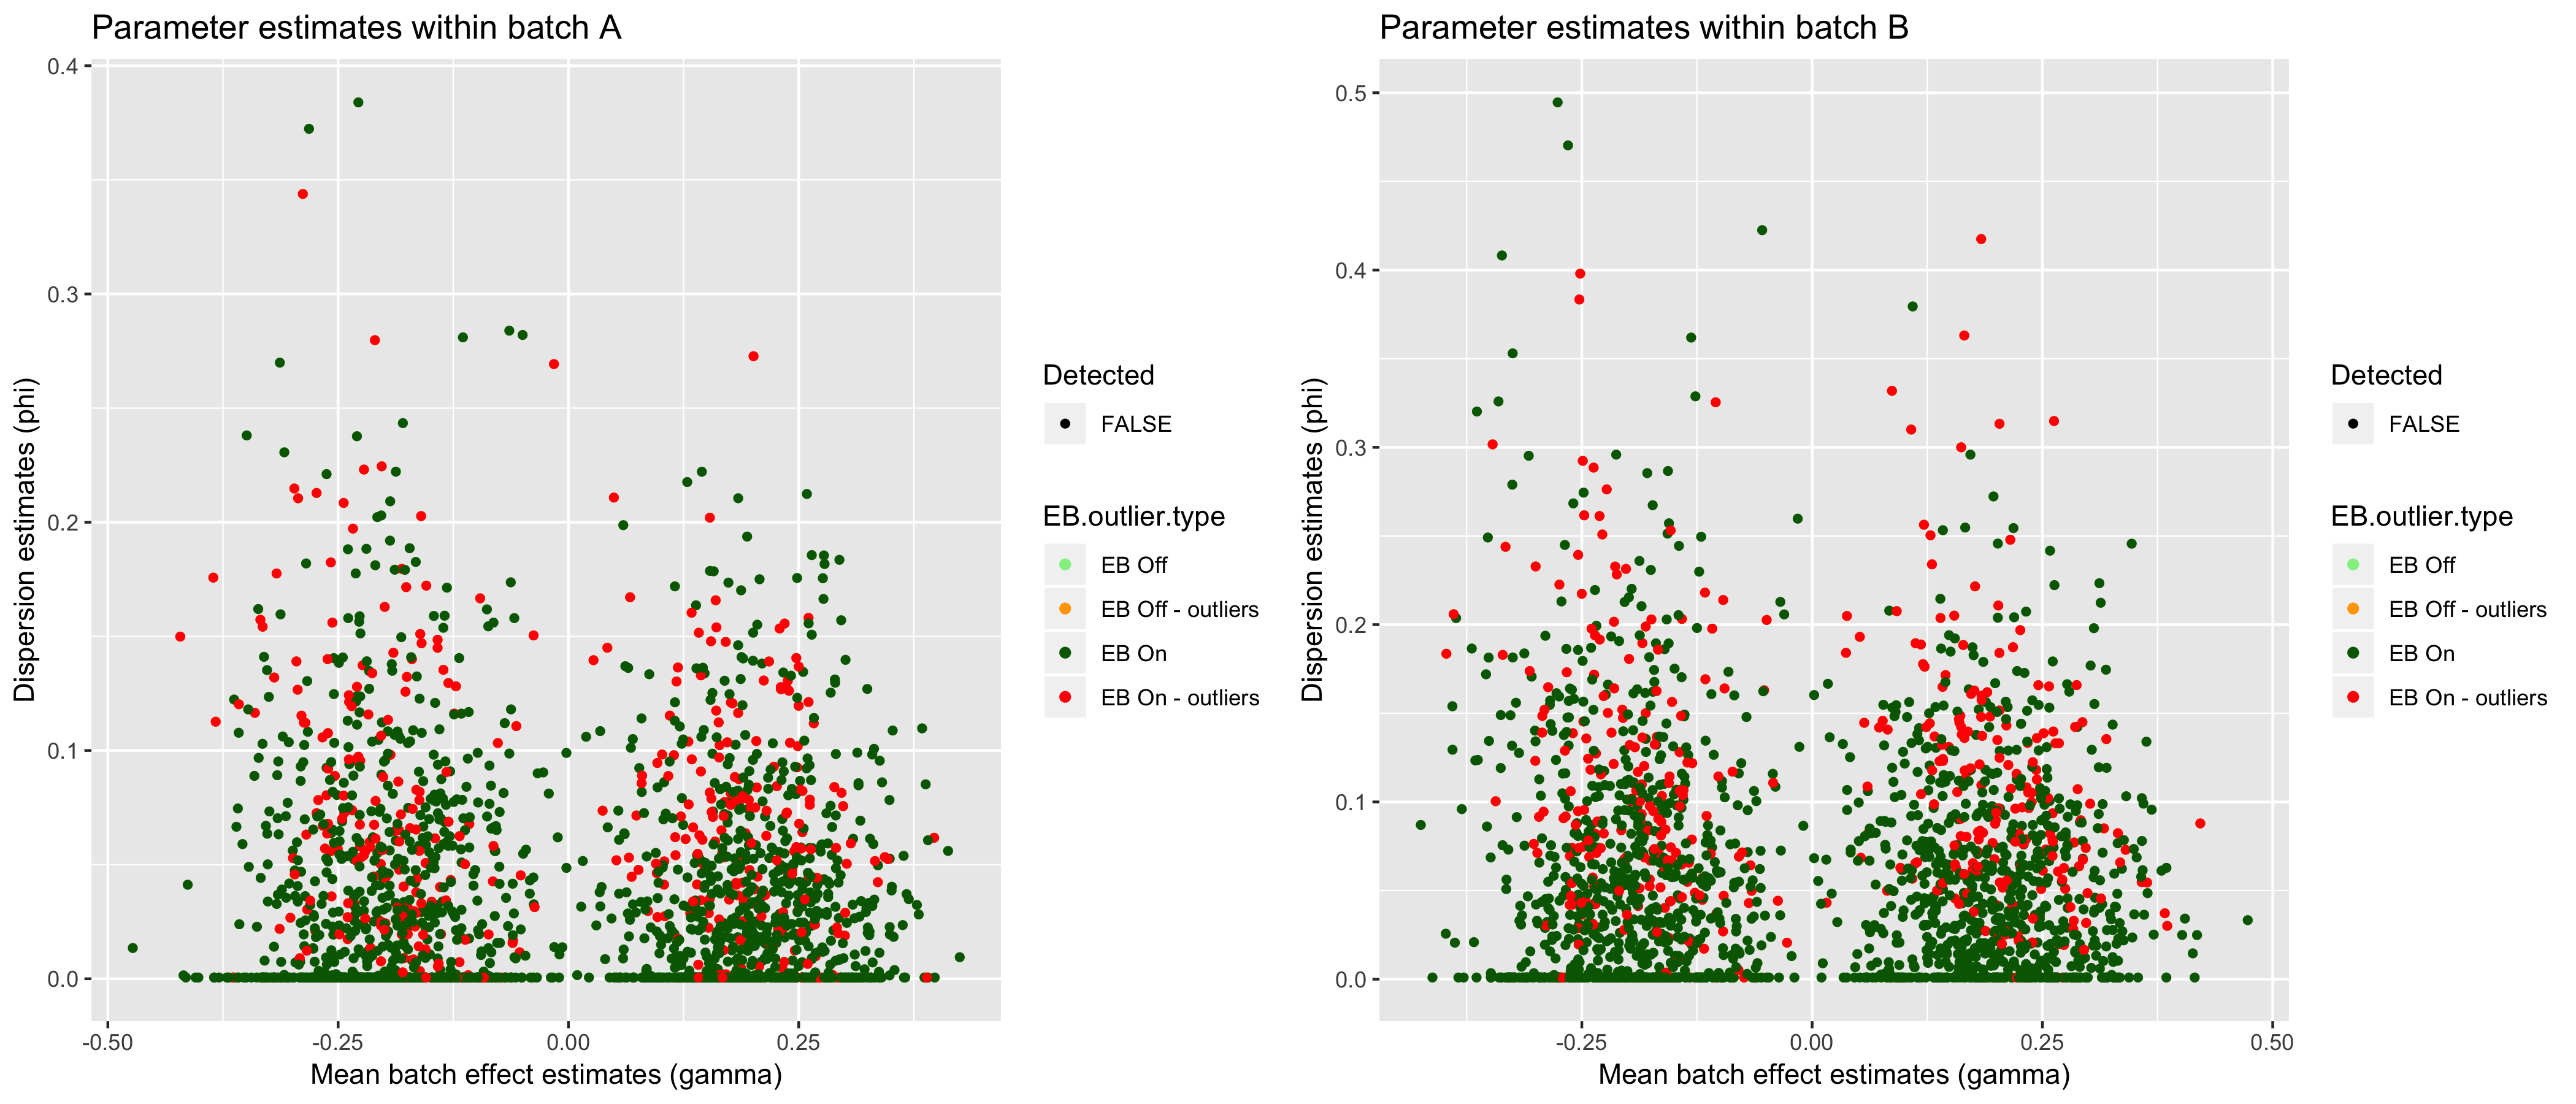 Parameter estimates within batch A
Dispersion estimates (phi)
0.4
0.3
0.2
0.1
0.0
-0.50
-0.25
0.00
0.25
Mean batch effect estimates (gamma)
Detected
FALSE
EB.outlier.type
EB Off
EB Off - outliers
EB On
EB On - outliers
Parameter estimates within batch B
Dispersion estimates (phi)
0.5
0.4
0.3
0.2
0.1
0.0
-0.25
0.00
0.25
0.50
Mean batch effect estimates (gamma)
Detected
FALSE
EB.outlier.type
EB Off
EB Off - outliers
EB On
EB On - outliers